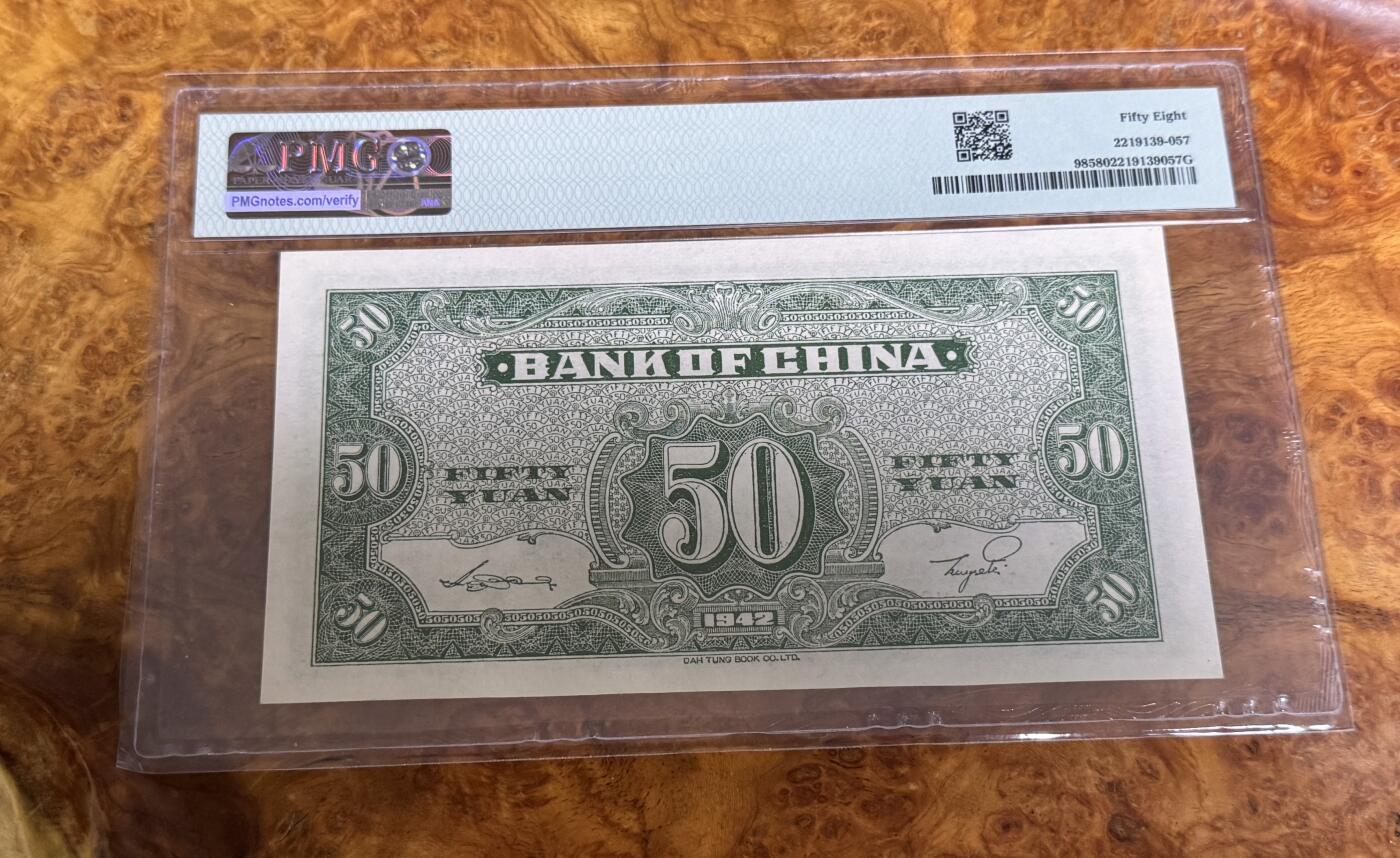 PMG
PMGnotes.com/verify
ANA
Fifty Eight
2219139-057
985802219139057G
50
50
·BANK OF CHINA·
50
FIFTY
YUAN
50
FIFTY
YUAN
50
50
1942
50
DAH TUNG BOOK CO. LTD.